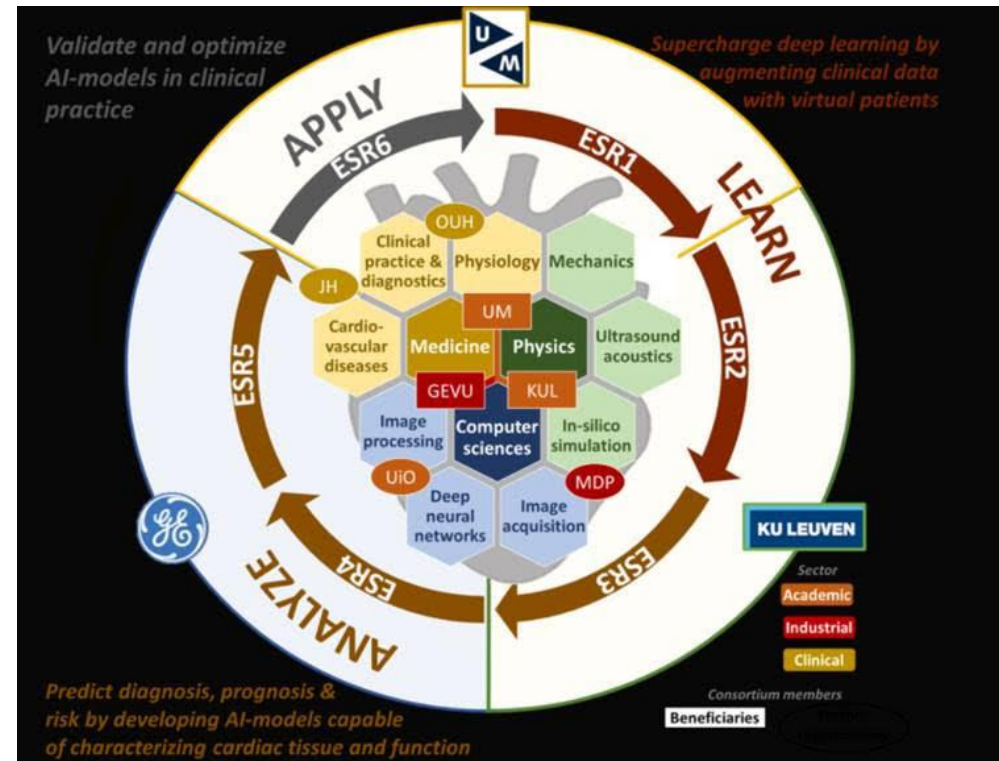 Validate and optimize
AI-models in clinical
practice
Supercharge deep learning by
augmenting clinical data
with virtual patients
U
M
APPLY
LEARN
ANALYZE
ESR6
ESR1
ESR2
ESR3
ESR4
ESR5
OUH
Clinical
practice &
diagnostics
Physiology
Mechanics
JH
UM
Cardio-
vascular
diseases
Medicine
Physics
Ultrasound
acoustics
GEVU
KUL
Image
processing
Computer
sciences
In-silico
simulation
UiO
MDP
Deep
neural
networks
Image
acquisition
GE
KU LEUVEN
Sector
Academic
Industrial
Clinical
Consortium members
Beneficiaries
Predict diagnosis, prognosis &
risk by developing AI-models capable
of characterizing cardiac tissue and function